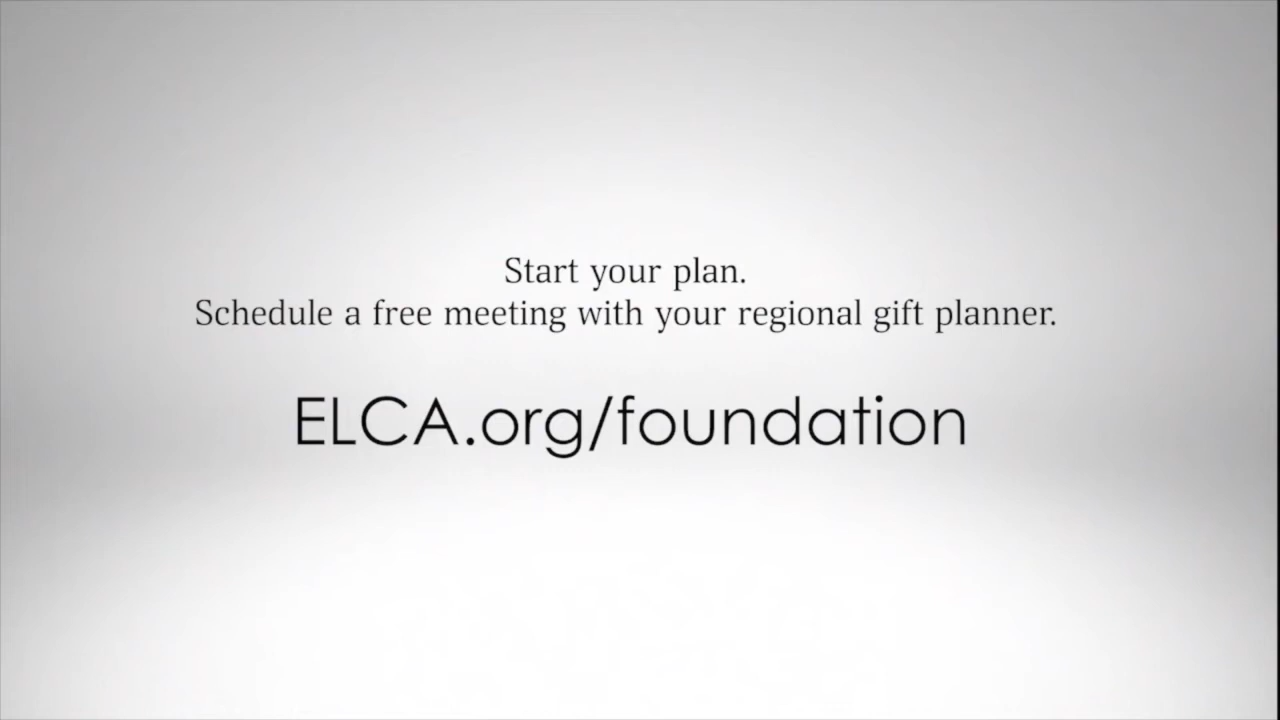 Start your plan.
Schedule a free meeting with your regional gift planner.
ELCA.org/foundation